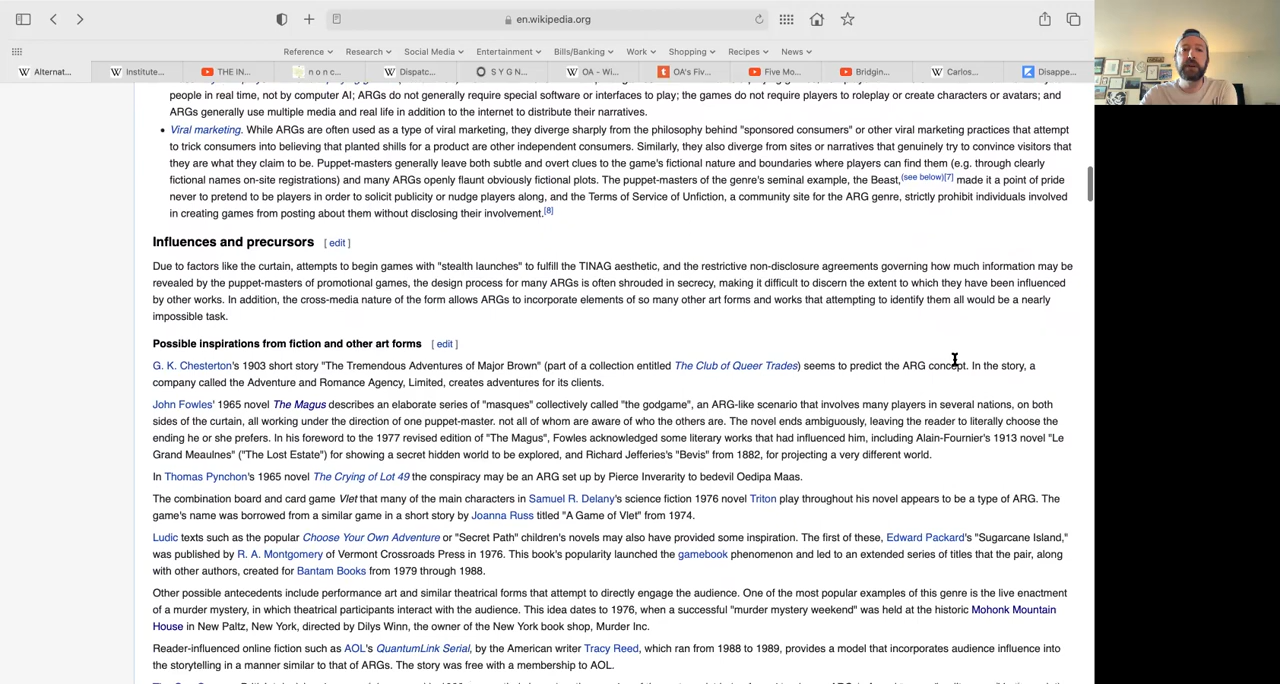 en.wikipedia.org
Reference Research Social Media Entertainment Bills/Banking Work Shopping Recipes News
W Alternat... W Institute... THE IN... n o n c... W Dispatc... S Y G N... W OA - Wi... t OA's Fiv... Five Mo... Bridgin... W Carlos... Disappe...
people in real time, not by computer AI; ARGs do not generally require special software or interfaces to play; the games do not require players to roleplay or create characters or avatars; and
ARGs generally use multiple media and real life in addition to the internet to distribute their narratives.
• Viral marketing. While ARGs are often used as a type of viral marketing, they diverge sharply from the philosophy behind "sponsored consumers" or other viral marketing practices that attempt
to trick consumers into believing that planted shills for a product are other independent consumers. Similarly, they also diverge from sites or narratives that genuinely try to convince visitors that
they are what they claim to be. Puppet-masters generally leave both subtle and overt clues to the game's fictional nature and boundaries where players can find them (e.g. through clearly
fictional names on-site registrations) and many ARGs openly flaunt obviously fictional plots. The puppet-masters of the genre's seminal example, the Beast,(see below)[7] made it a point of pride
never to pretend to be players in order to solicit publicity or nudge players along, and the Terms of Service of Unfiction, a community site for the ARG genre, strictly prohibit individuals involved
in creating games from posting about them without disclosing their involvement.[8]
Influences and precursors [ edit ]
Due to factors like the curtain, attempts to begin games with "stealth launches" to fulfill the TINAG aesthetic, and the restrictive non-disclosure agreements governing how much information may be
revealed by the puppet-masters of promotional games, the design process for many ARGs is often shrouded in secrecy, making it difficult to discern the extent to which they have been influenced
by other works. In addition, the cross-media nature of the form allows ARGs to incorporate elements of so many other art forms and works that attempting to identify them all would be a nearly
impossible task.
Possible inspirations from fiction and other art forms [ edit ]
G. K. Chesterton's 1903 short story "The Tremendous Adventures of Major Brown" (part of a collection entitled The Club of Queer Trades) seems to predict the ARG concept. In the story, a
company called the Adventure and Romance Agency, Limited, creates adventures for its clients.
John Fowles' 1965 novel The Magus describes an elaborate series of "masques" collectively called "the godgame", an ARG-like scenario that involves many players in several nations, on both
sides of the curtain, all working under the direction of one puppet-master. not all of whom are aware of who the others are. The novel ends ambiguously, leaving the reader to literally choose the
ending he or she prefers. In his foreword to the 1977 revised edition of "The Magus", Fowles acknowledged some literary works that had influenced him, including Alain-Fournier's 1913 novel "Le
Grand Meaulnes" ("The Lost Estate") for showing a secret hidden world to be explored, and Richard Jefferies's "Bevis" from 1882, for projecting a very different world.
In Thomas Pynchon's 1965 novel The Crying of Lot 49 the conspiracy may be an ARG set up by Pierce Inverarity to bedevil Oedipa Maas.
The combination board and card game Vlet that many of the main characters in Samuel R. Delany's science fiction 1976 novel Triton play throughout his novel appears to be a type of ARG. The
game's name was borrowed from a similar game in a short story by Joanna Russ titled "A Game of Vlet" from 1974.
Ludic texts such as the popular Choose Your Own Adventure or "Secret Path" children's novels may also have provided some inspiration. The first of these, Edward Packard's "Sugarcane Island,"
was published by R. A. Montgomery of Vermont Crossroads Press in 1976. This book's popularity launched the gamebook phenomenon and led to an extended series of titles that the pair, along
with other authors, created for Bantam Books from 1979 through 1988.
Other possible antecedents include performance art and similar theatrical forms that attempt to directly engage the audience. One of the most popular examples of this genre is the live enactment
of a murder mystery, in which theatrical participants interact with the audience. This idea dates to 1976, when a successful "murder mystery weekend" was held at the historic Mohonk Mountain
House in New Paltz, New York, directed by Dilys Winn, the owner of the New York book shop, Murder Inc.
Reader-influenced online fiction such as AOL's QuantumLink Serial, by the American writer Tracy Reed, which ran from 1988 to 1989, provides a model that incorporates audience influence into
the storytelling in a manner similar to that of ARGs. The story was free with a membership to AOL.